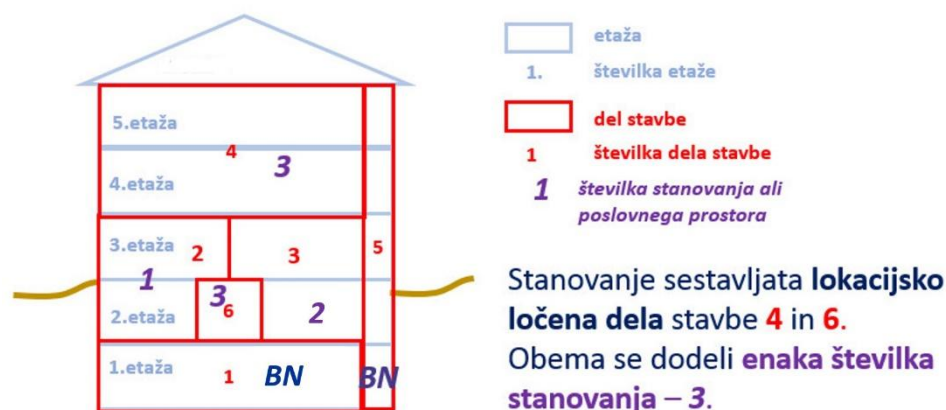 5.etaža
4
3
4.etaža
3.etaža
2
3
5
1
3
6
2.etaža
2
1.etaža
1
BN
BN
etaža
1. številka etaže
del stavbe
1 številka dela stavbe
1 številka stanovanja ali
poslovnega prostora
Stanovanje sestavljata lokacijsko
ločena dela stavbe 4 in 6.
Obema se dodeli enaka številka
stanovanja – 3.